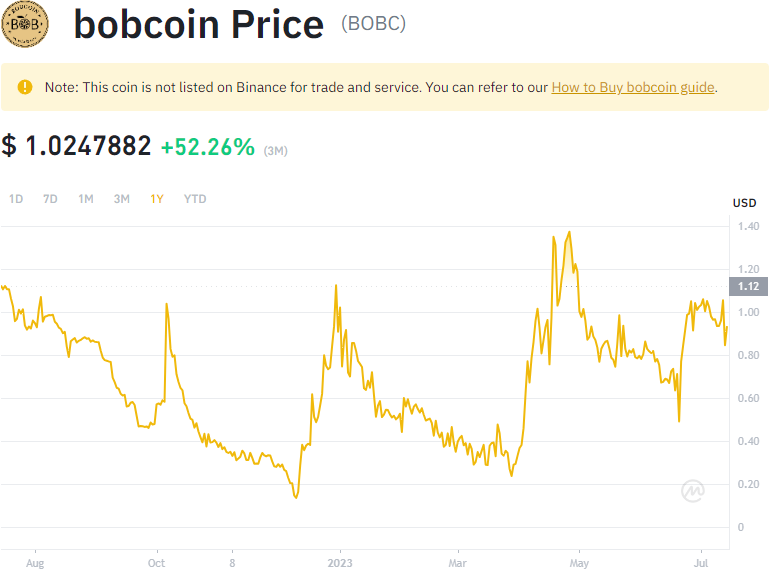 BOBCOIN
BOB
bobcoin Price (BOBC)
Note: This coin is not listed on Binance for trade and service. You can refer to our How to Buy bobcoin guide.
$ 1.0247882 +52.26% (3M)
1D 7D 1M 3M 1Y YTD
USD
1.40
1.20
1.12
1.00
0.80
0.60
0.40
0.20
0
Aug Oct 8 2023 Mar May Jul